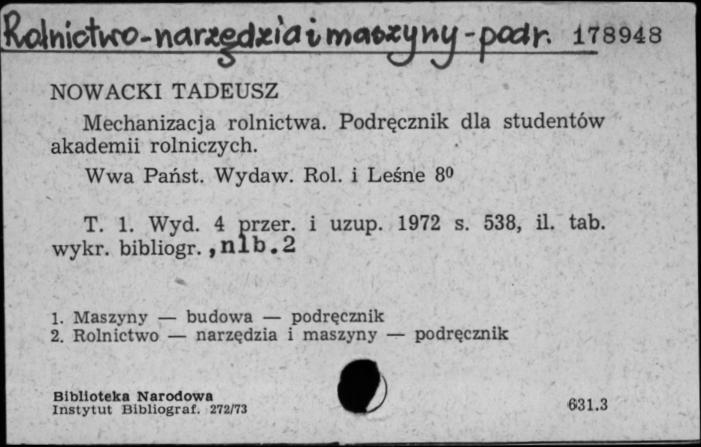 Rolnictwo-narzędzia i maszyny-podr. 178948
NOWACKI TADEUSZ
Mechanizacja rolnictwa. Podręcznik dla studentów
akademii rolniczych.
Wwa Państ. Wydaw. Rol. i Leśne 8⁰
T. 1. Wyd. 4 przer. i uzup. 1972 s. 538, il. tab.
wykr. bibliogr. , nlb. 2
1. Maszyny — budowa — podręcznik
2. Rolnictwo — narzędzia i maszyny — podręcznik
Biblioteka Narodowa
Instytut Bibliograf. 272/73
631.3